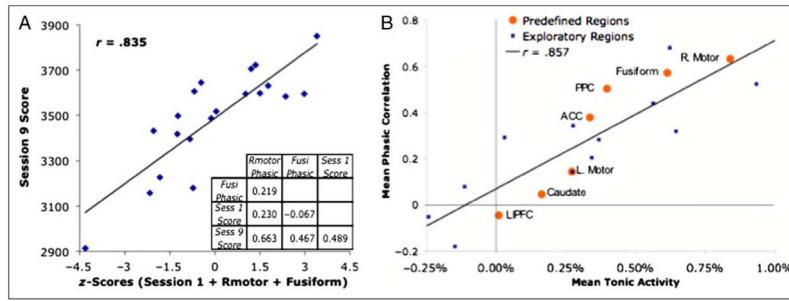 A
r = .835
3900
3700
3500
3300
3100
2900
Session 9 Score
-4.5
-3
-1.5
0
1.5
3
4.5
z-Scores (Session 1 + Rmotor + Fusiform)
Rmotor Phasic
Fusi Phasic
Sess 1 Score
Fusi Phasic 0.219
Sess 1 Score 0.230 -0.067
Sess 9 Score 0.663 0.467 0.489
B
Predefined Regions
Exploratory Regions
r = .857
0.8
0.6
0.4
0.2
0
-0.2
Mean Phasic Correlation
R. Motor
Fusiform
PPC
ACC
L. Motor
Caudate
LIPFC
-0.25%
0.00%
0.25%
0.50%
0.75%
1.00%
Mean Tonic Activity